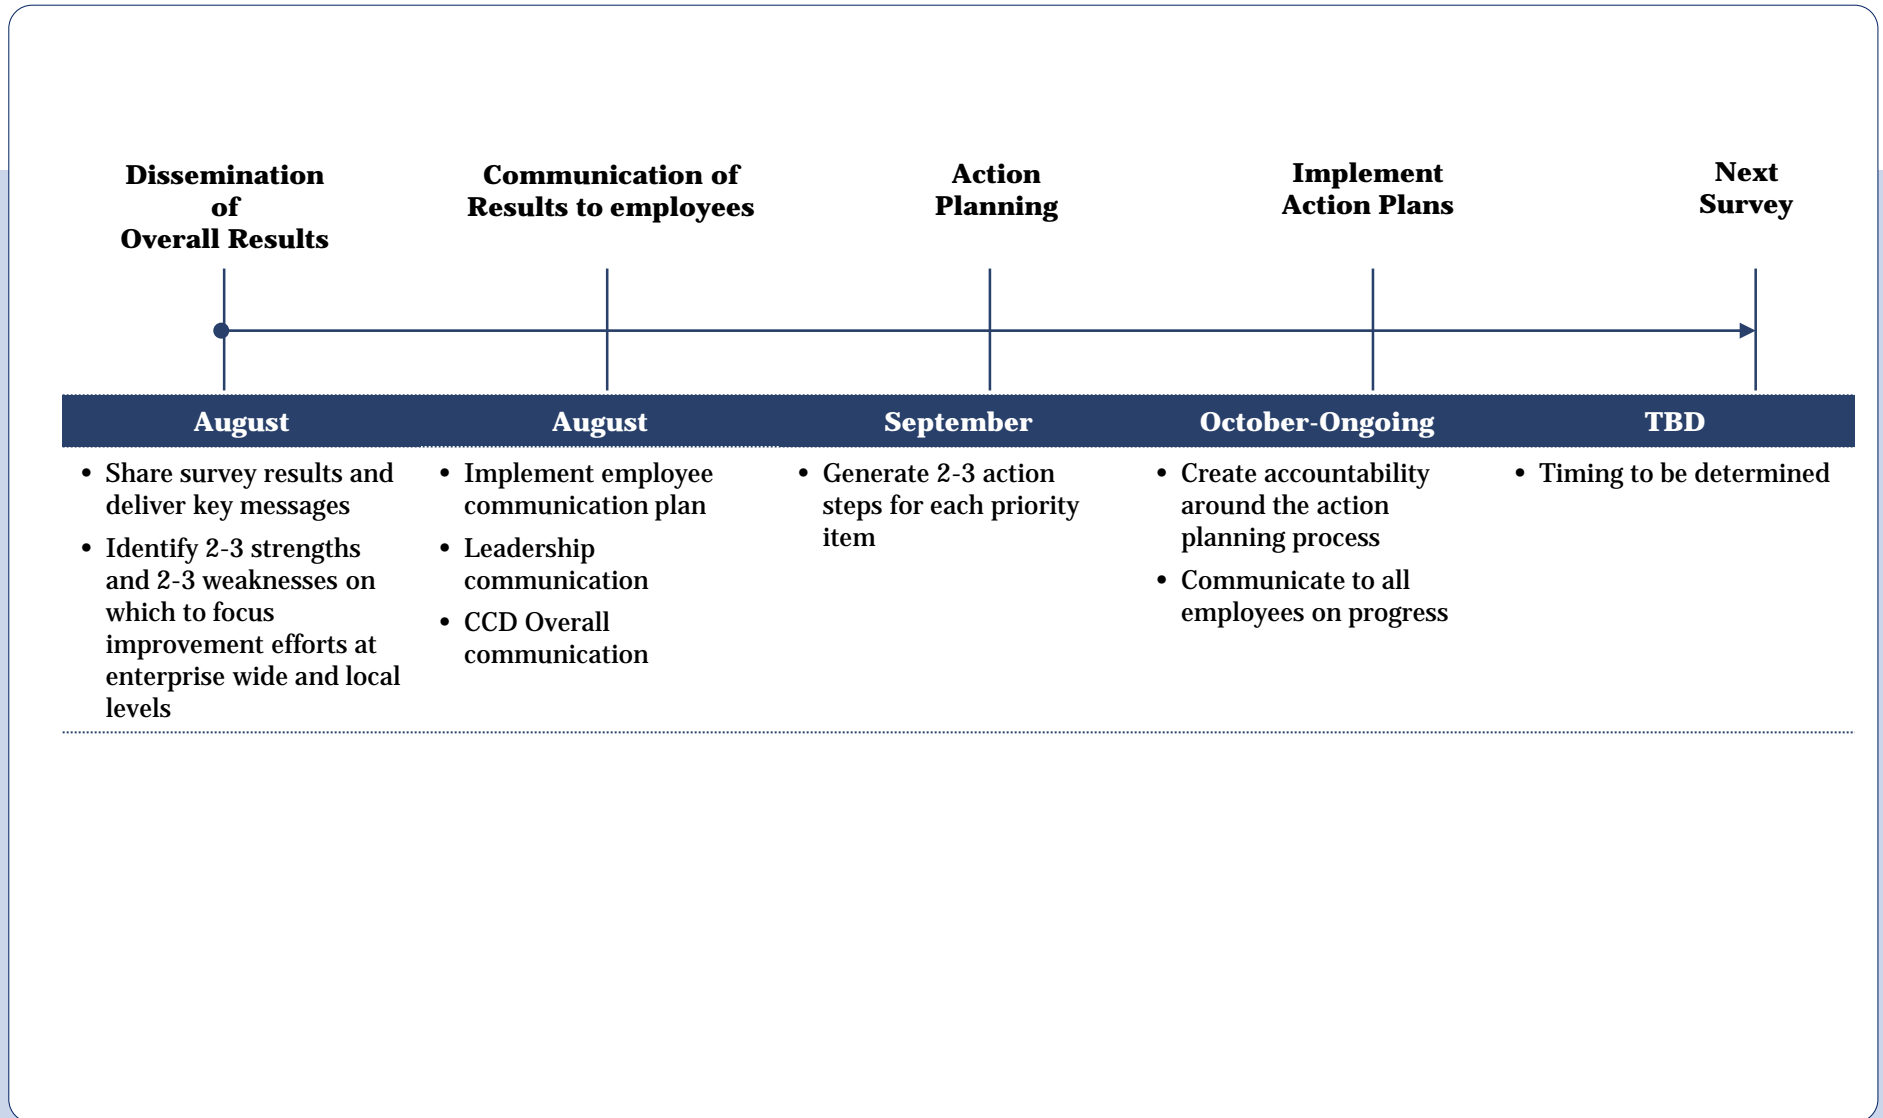 Dissemination
of
Overall Results
Communication of
Results to employees
Action
Planning
Implement
Action Plans
Next
Survey
August
August
September
October-Ongoing
TBD
• Share survey results and
deliver key messages
• Identify 2-3 strengths
and 2-3 weaknesses on
which to focus
improvement efforts at
enterprise wide and local
levels
• Implement employee
communication plan
• Leadership
communication
• CCD Overall
communication
• Generate 2-3 action
steps for each priority
item
• Create accountability
around the action
planning process
• Communicate to all
employees on progress
• Timing to be determined